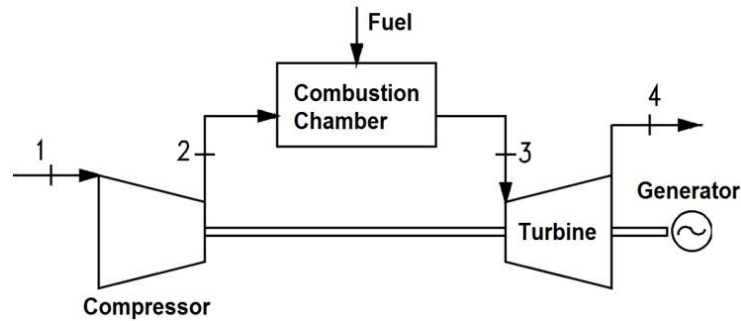 Fuel
Combustion
Chamber
1
2
3
4
Generator
Turbine
Compressor